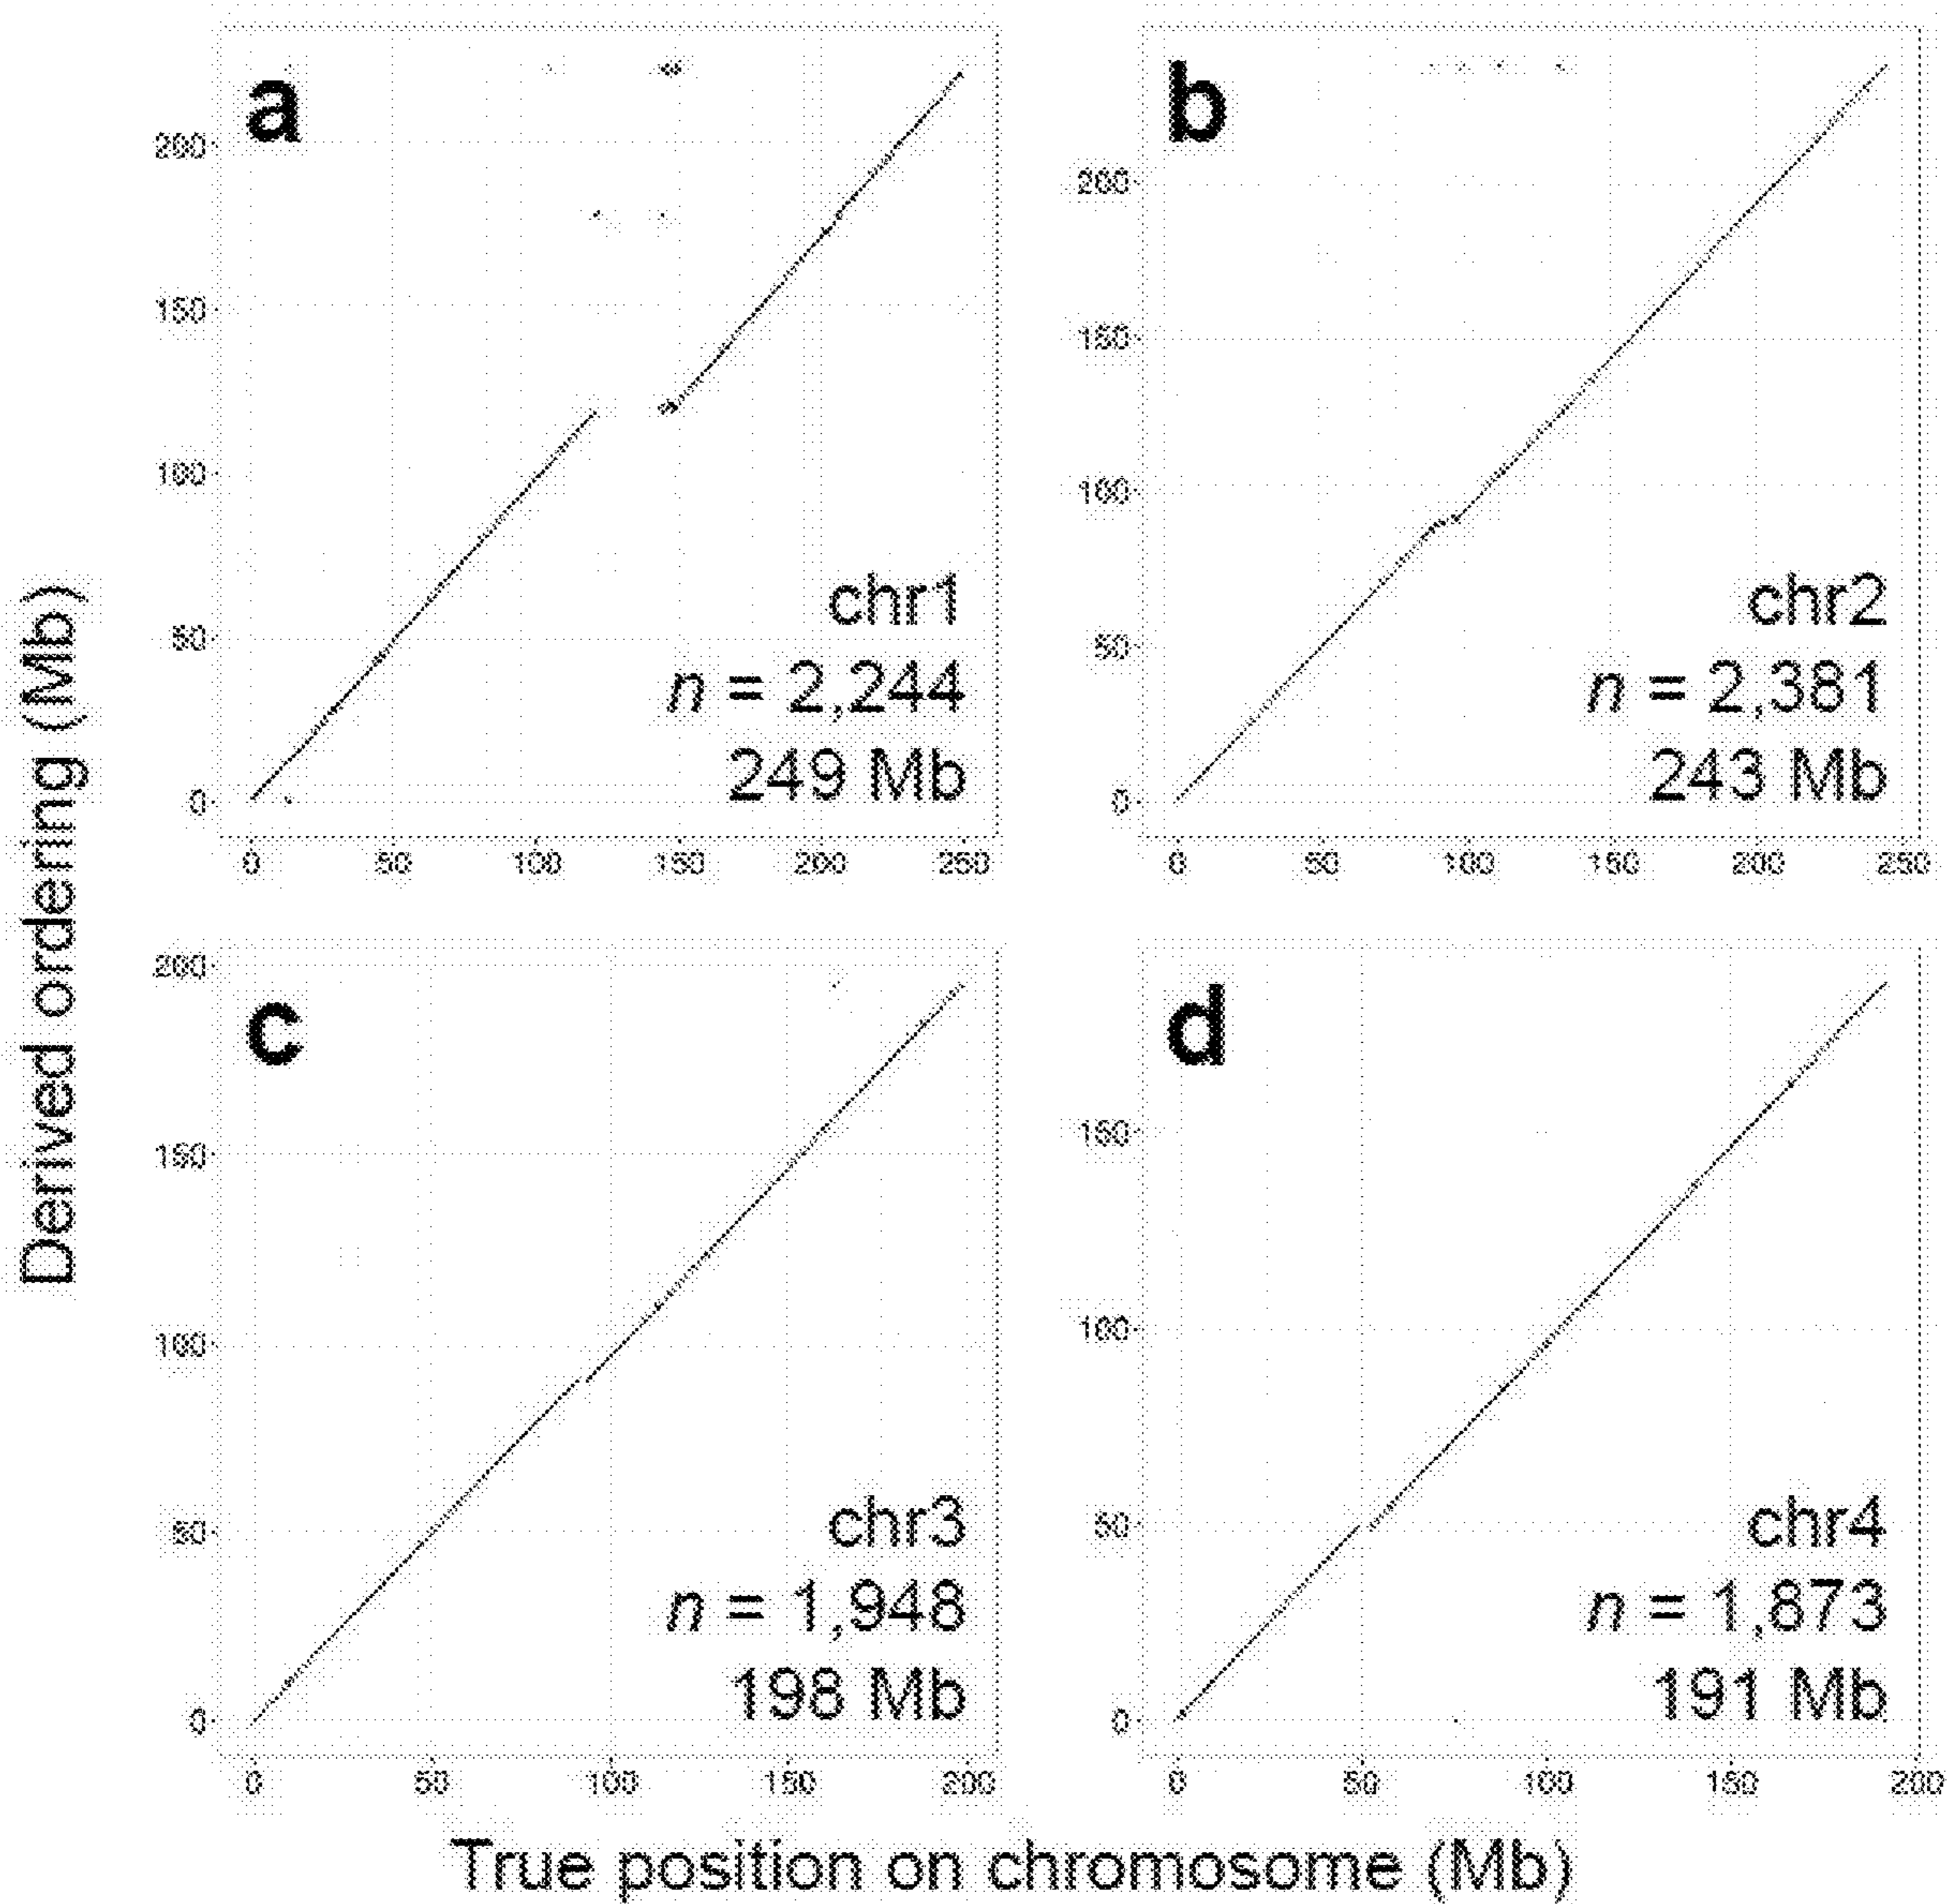 Derived ordering (Mb)
a
200
150
100
50
0
chr1
n = 2,244
249 Mb
0 50 100 150 200 250
b
200
150
100
50
0
chr2
n = 2,381
243 Mb
0 50 100 150 200 250
c
200
150
100
50
0
chr3
n = 1,948
198 Mb
0 50 100 150 200
d
150
100
50
0
chr4
n = 1,873
191 Mb
0 50 100 150 200
True position on chromosome (Mb)